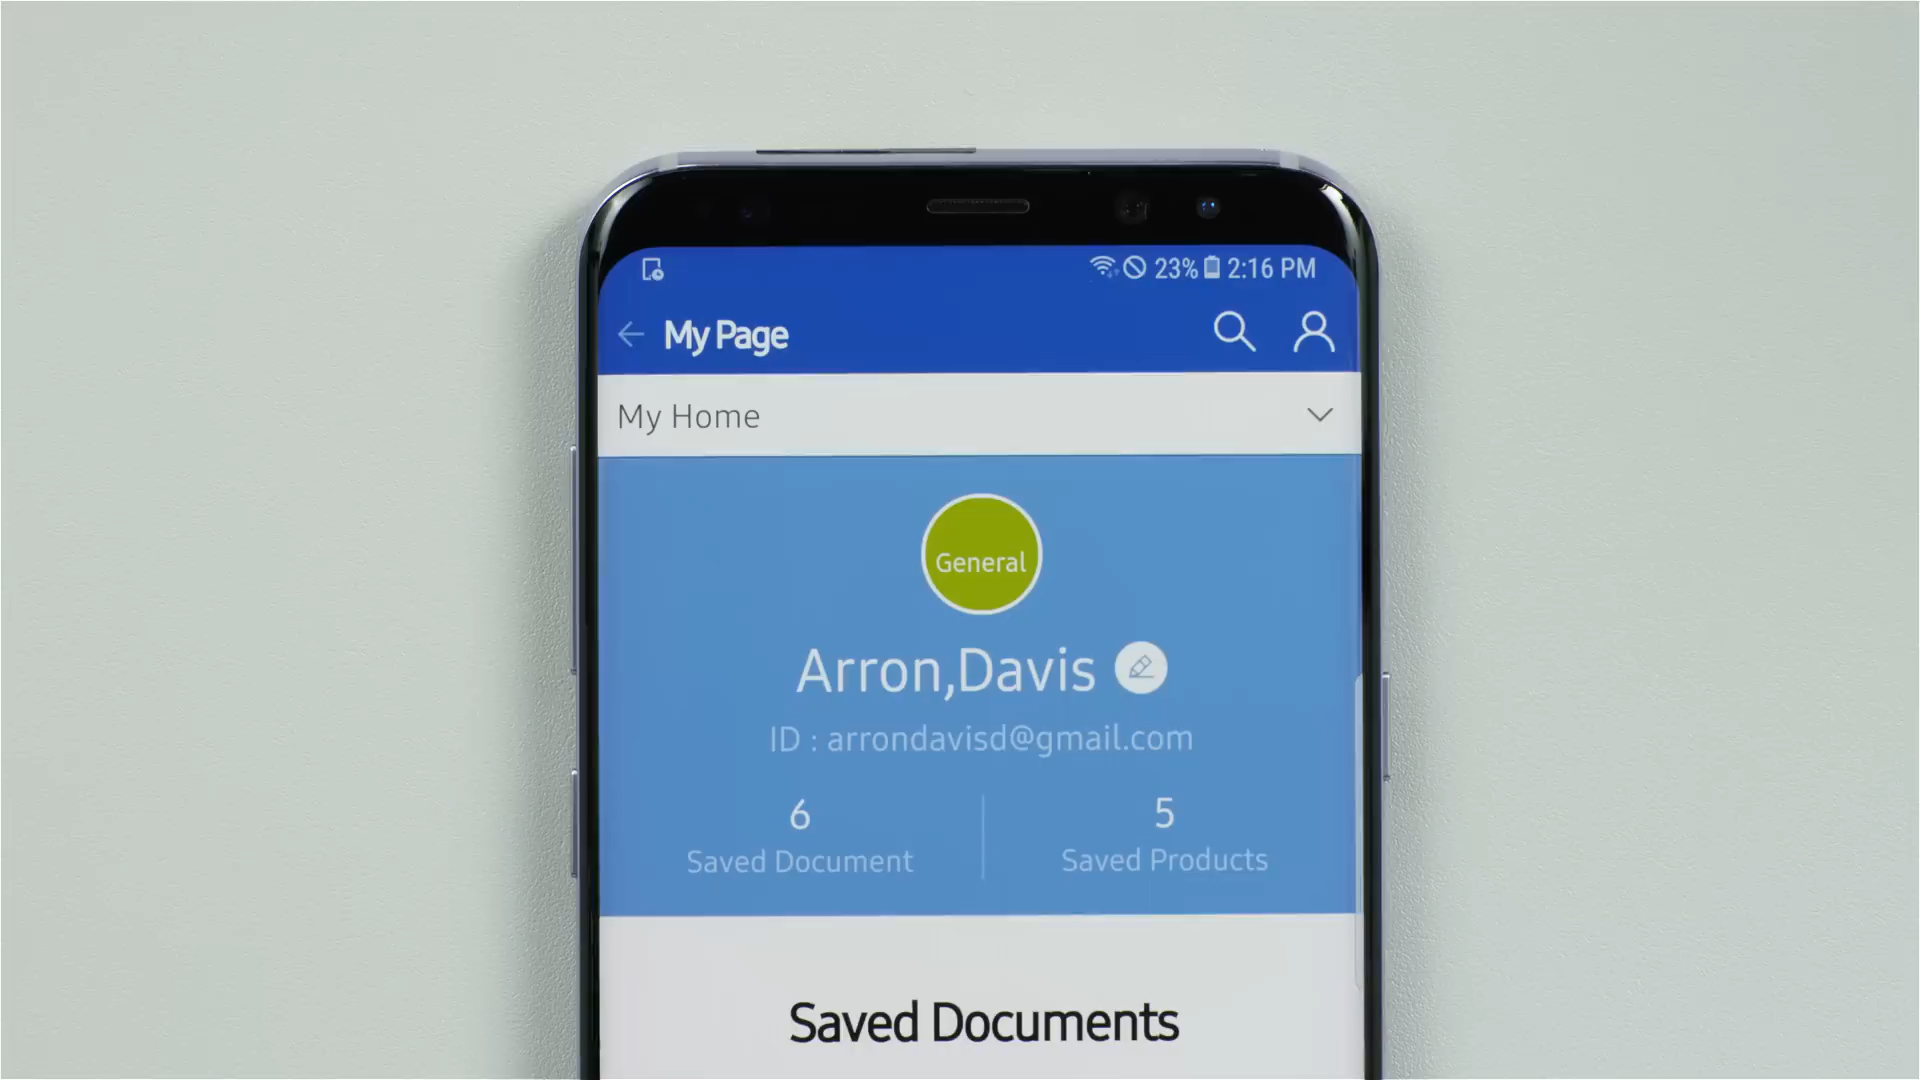 23% 2:16 PM
My Page
My Home
General
Arron,Davis
ID : arrondavisd@gmail.com
6
Saved Document
5
Saved Products
Saved Documents